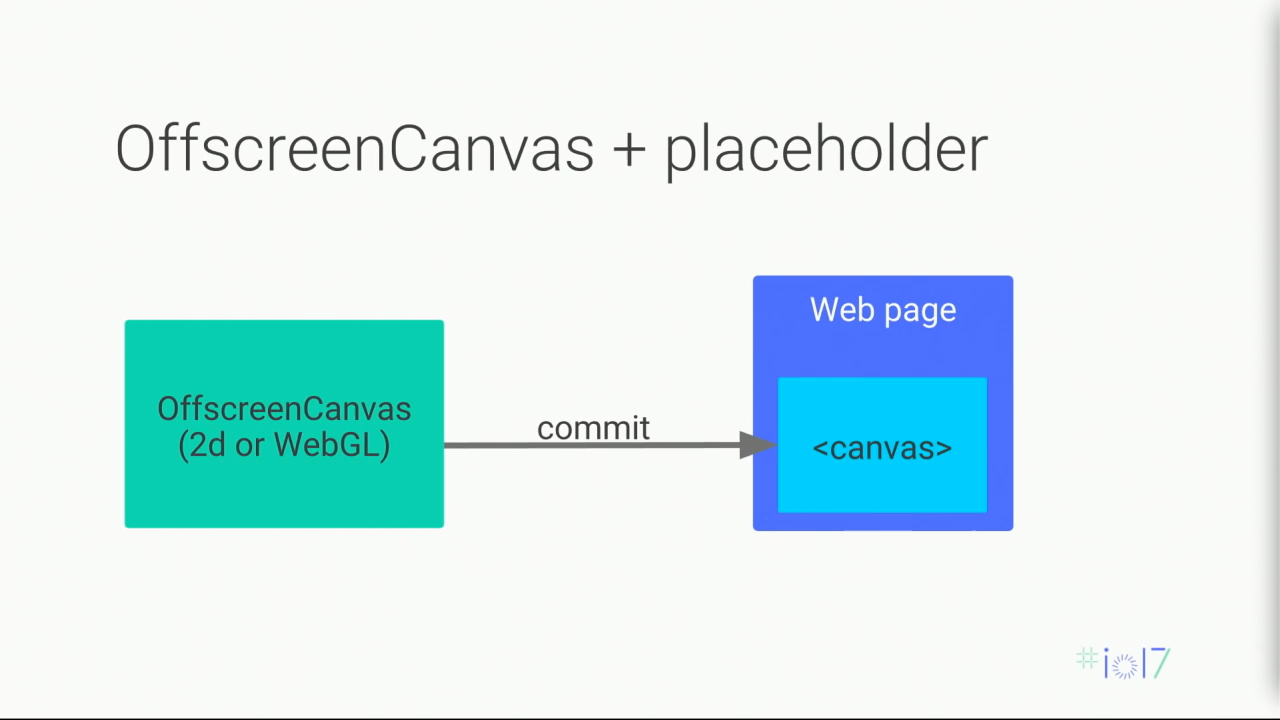 OffscreenCanvas + placeholder
Web page
OffscreenCanvas
(2d or WebGL)
commit
<canvas>
#io17